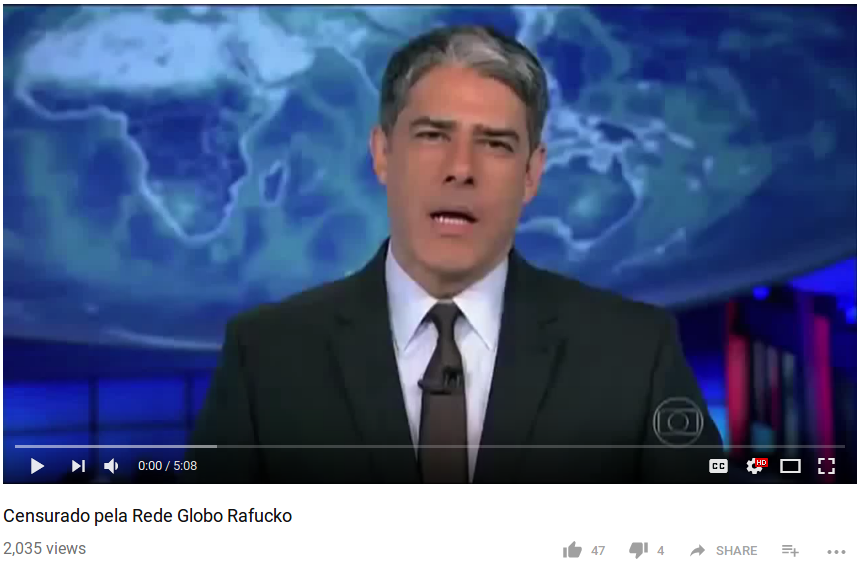 0:00 / 5:08
CC
HD
Censurado pela Rede Globo Rafucko
2,035 views
47
4
SHARE